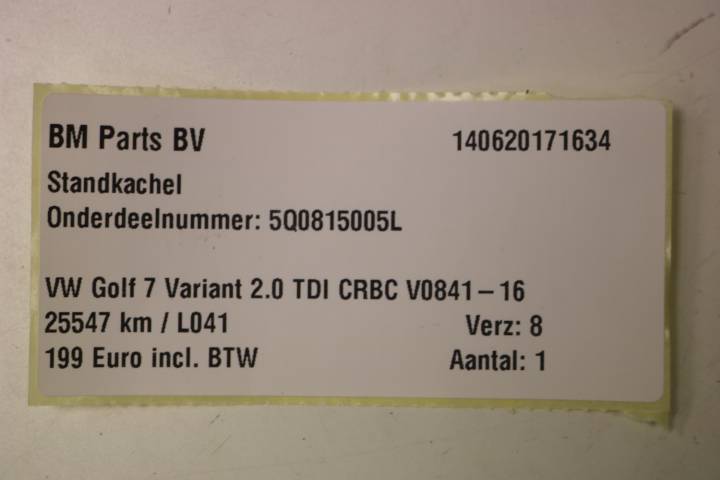 BM Parts BV 140620171634
Standkachel
Onderdeelnummer: 5Q0815005L
VW Golf 7 Variant 2.0 TDI CRBC V0841-16
25547 km / L041 Verz: 8
199 Euro incl. BTW Aantal: 1